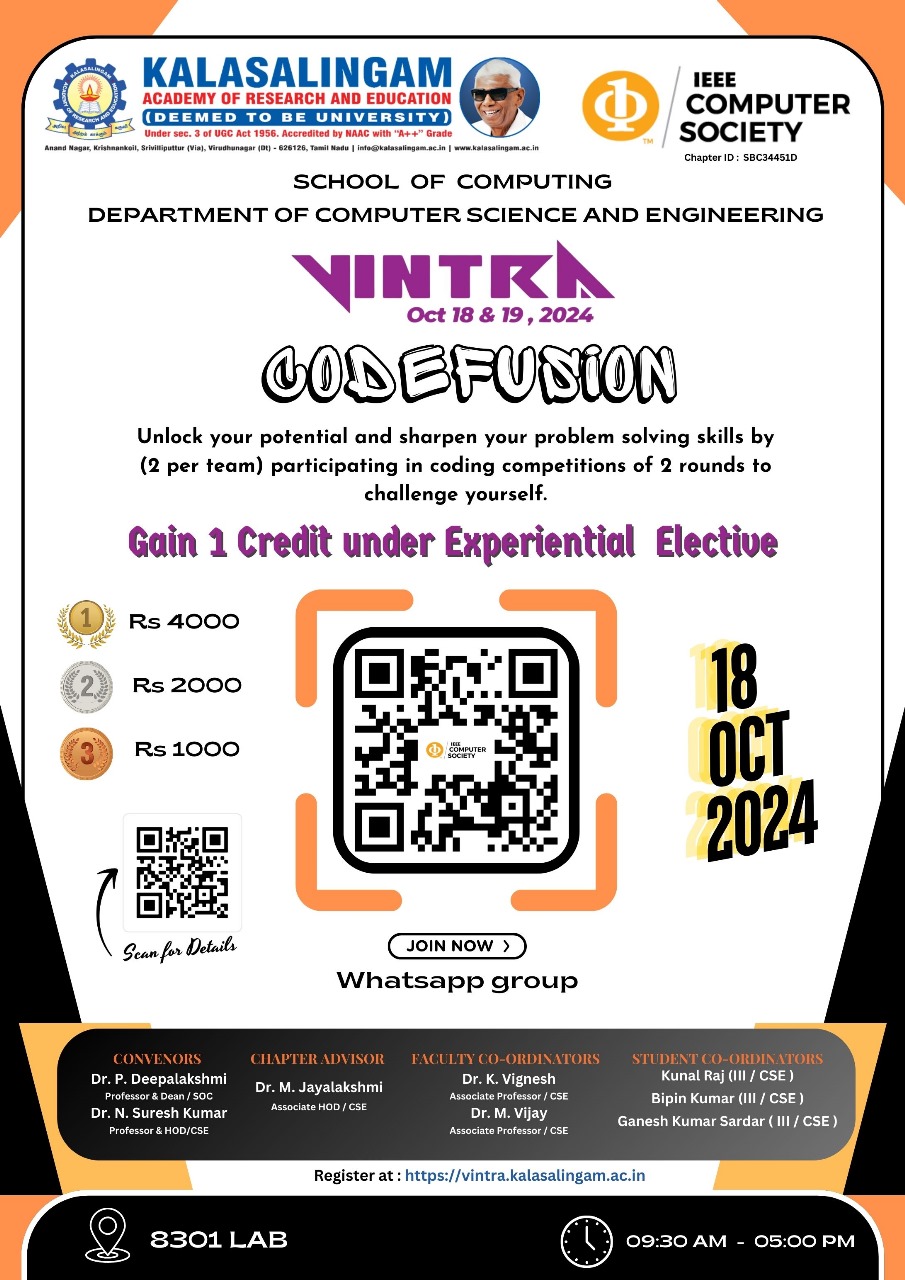 KALASALINGAM
ACADEMY OF RESEARCH AND EDUCATION
(DEEMED TO BE UNIVERSITY)
Under sec. 3 of UGC Act 1956. Accredited by NAAC with "A++" Grade
Anand Nagar, Krishnankoil, Srivilliputtur (Via), Virudhunagar (Dt) - 626126, Tamil Nadu | info@kalasalingam.ac.in | www.kalasalingam.ac.in
IEEE
COMPUTER
SOCIETY
TM
Chapter ID : SBC34451D
SCHOOL OF COMPUTING
DEPARTMENT OF COMPUTER SCIENCE AND ENGINEERING
VINTRA
Oct 18 & 19 , 2024
CODEFUSiON
Unlock your potential and sharpen your problem solving skills by
(2 per team) participating in coding competitions of 2 rounds to
challenge yourself.
Gain 1 Credit under Experiential Elective
1 Rs 4000
2 Rs 2000
3 Rs 1000
IEEE
COMPUTER
SOCIETY
18
OCT
2024
Scan for Details
JOIN NOW >
Whatsapp group
CONVENORS
Dr. P. Deepalakshmi
Professor & Dean / SOC
Dr. N. Suresh Kumar
Professor & HOD/CSE
CHAPTER ADVISOR
Dr. M. Jayalakshmi
Associate HOD / CSE
FACULTY CO-ORDINATORS
Dr. K. Vignesh
Associate Professor / CSE
Dr. M. Vijay
Associate Professor / CSE
STUDENT CO-ORDINATORS
Kunal Raj (III / CSE )
Bipin Kumar (III / CSE )
Ganesh Kumar Sardar ( III / CSE )
Register at : https://vintra.kalasalingam.ac.in
8301 LAB
09:30 AM - 05:00 PM